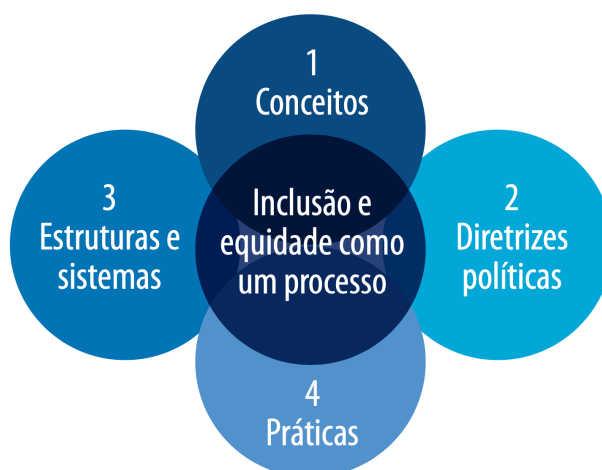 1
Conceitos
3
Estruturas e
sistemas
Inclusão e
equidade como
um processo
2
Diretrizes
políticas
4
Práticas